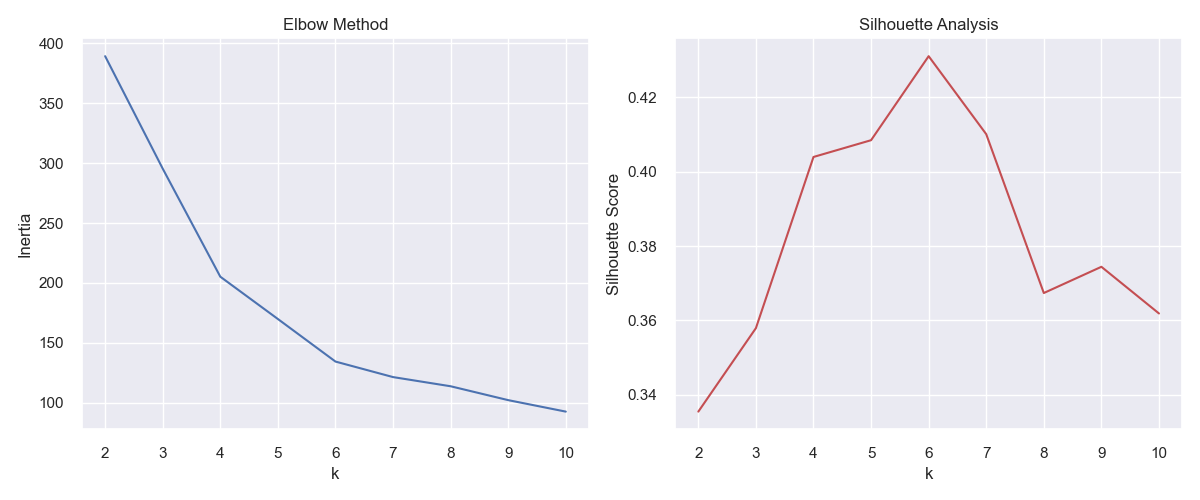 Elbow Method
400
350
300
250
200
150
100
Inertia
2 3 4 5 6 7 8 9 10
k
Silhouette Analysis
0.42
0.40
0.38
0.36
0.34
Silhouette Score
2 3 4 5 6 7 8 9 10
k